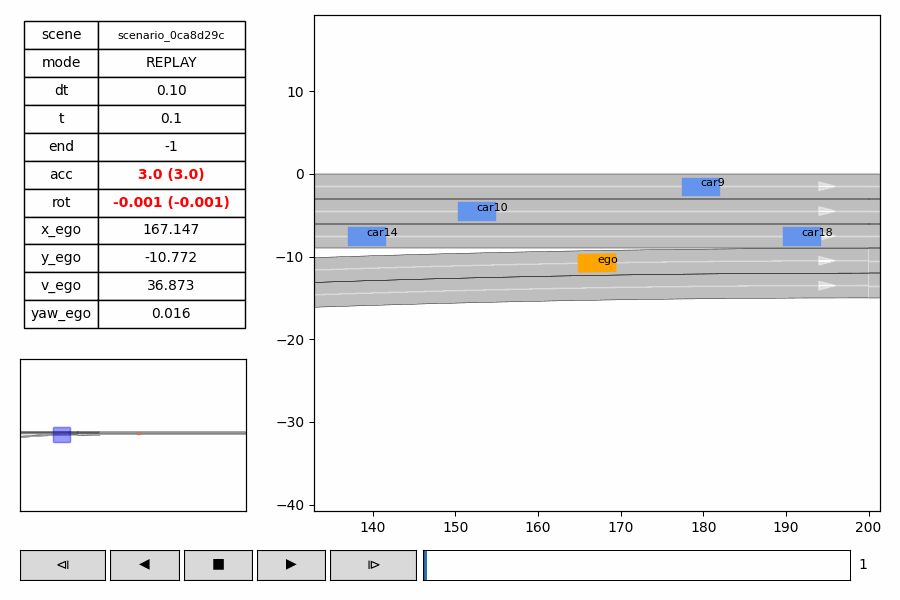 scene scenario_0ca8d29c
mode REPLAY
dt 0.10
t 0.1
end -1
acc 3.0 (3.0)
rot -0.001 (-0.001)
x_ego 167.147
y_ego -10.772
v_ego 36.873
yaw_ego 0.016
10
0
−10
−20
−30
−40
car9
car10
car14
car18
ego
140 150 160 170 180 190 200
1